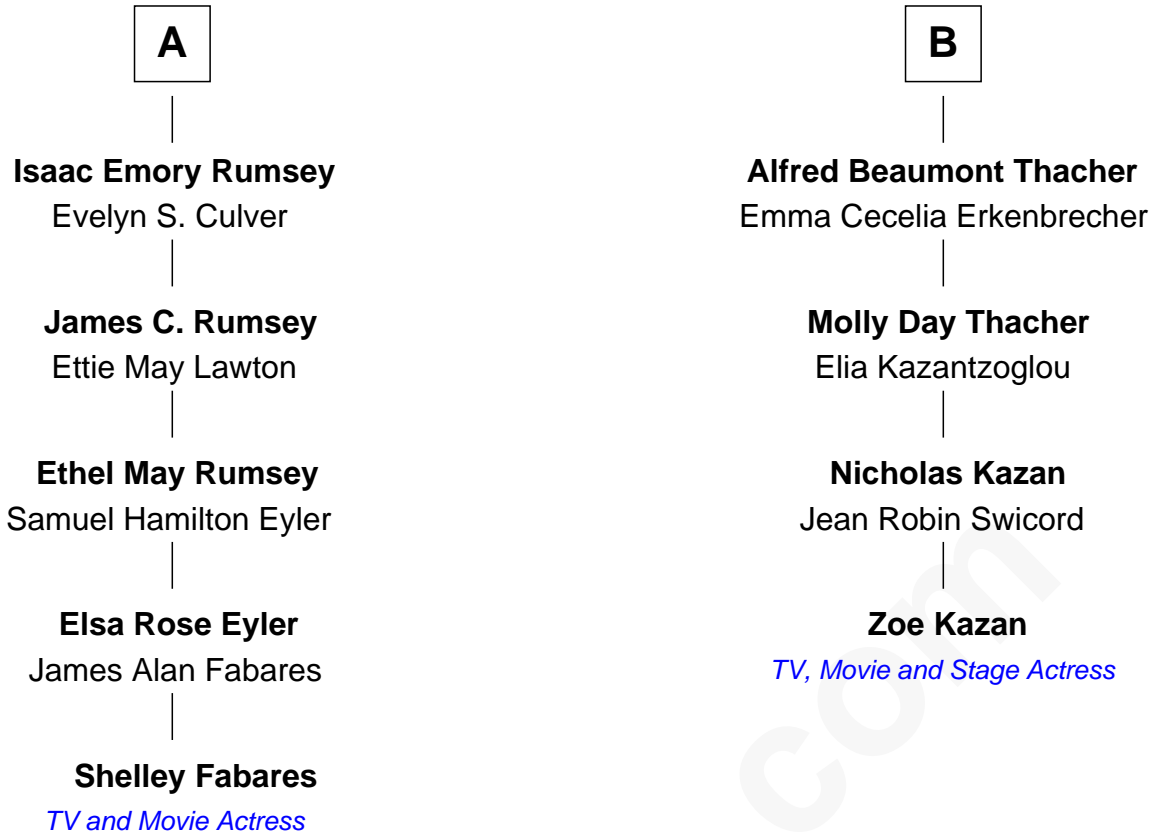 A
Isaac Emory Rumsey
Evelyn S. Culver
James C. Rumsey
Ettie May Lawton
Ethel May Rumsey
Samuel Hamilton Eyler
Elsa Rose Eyler
James Alan Fabares
Shelley Fabares
TV and Movie Actress
B
Alfred Beaumont Thacher
Emma Cecelia Erkenbrecher
Molly Day Thacher
Elia Kazantzoglou
Nicholas Kazan
Jean Robin Swicord
Zoe Kazan
TV, Movie and Stage Actress
com